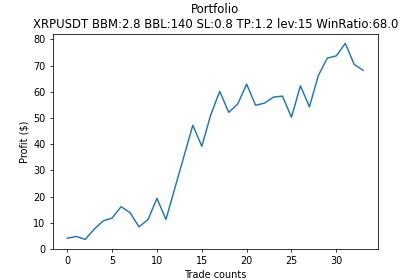 Portfolio
XRPUSDT BBM:2.8 BBL:140 SL:0.8 TP:1.2 lev:15 WinRatio:68.0
80
70
60
50
40
30
20
10
0
Profit ($)
0 5 10 15 20 25 30
Trade counts